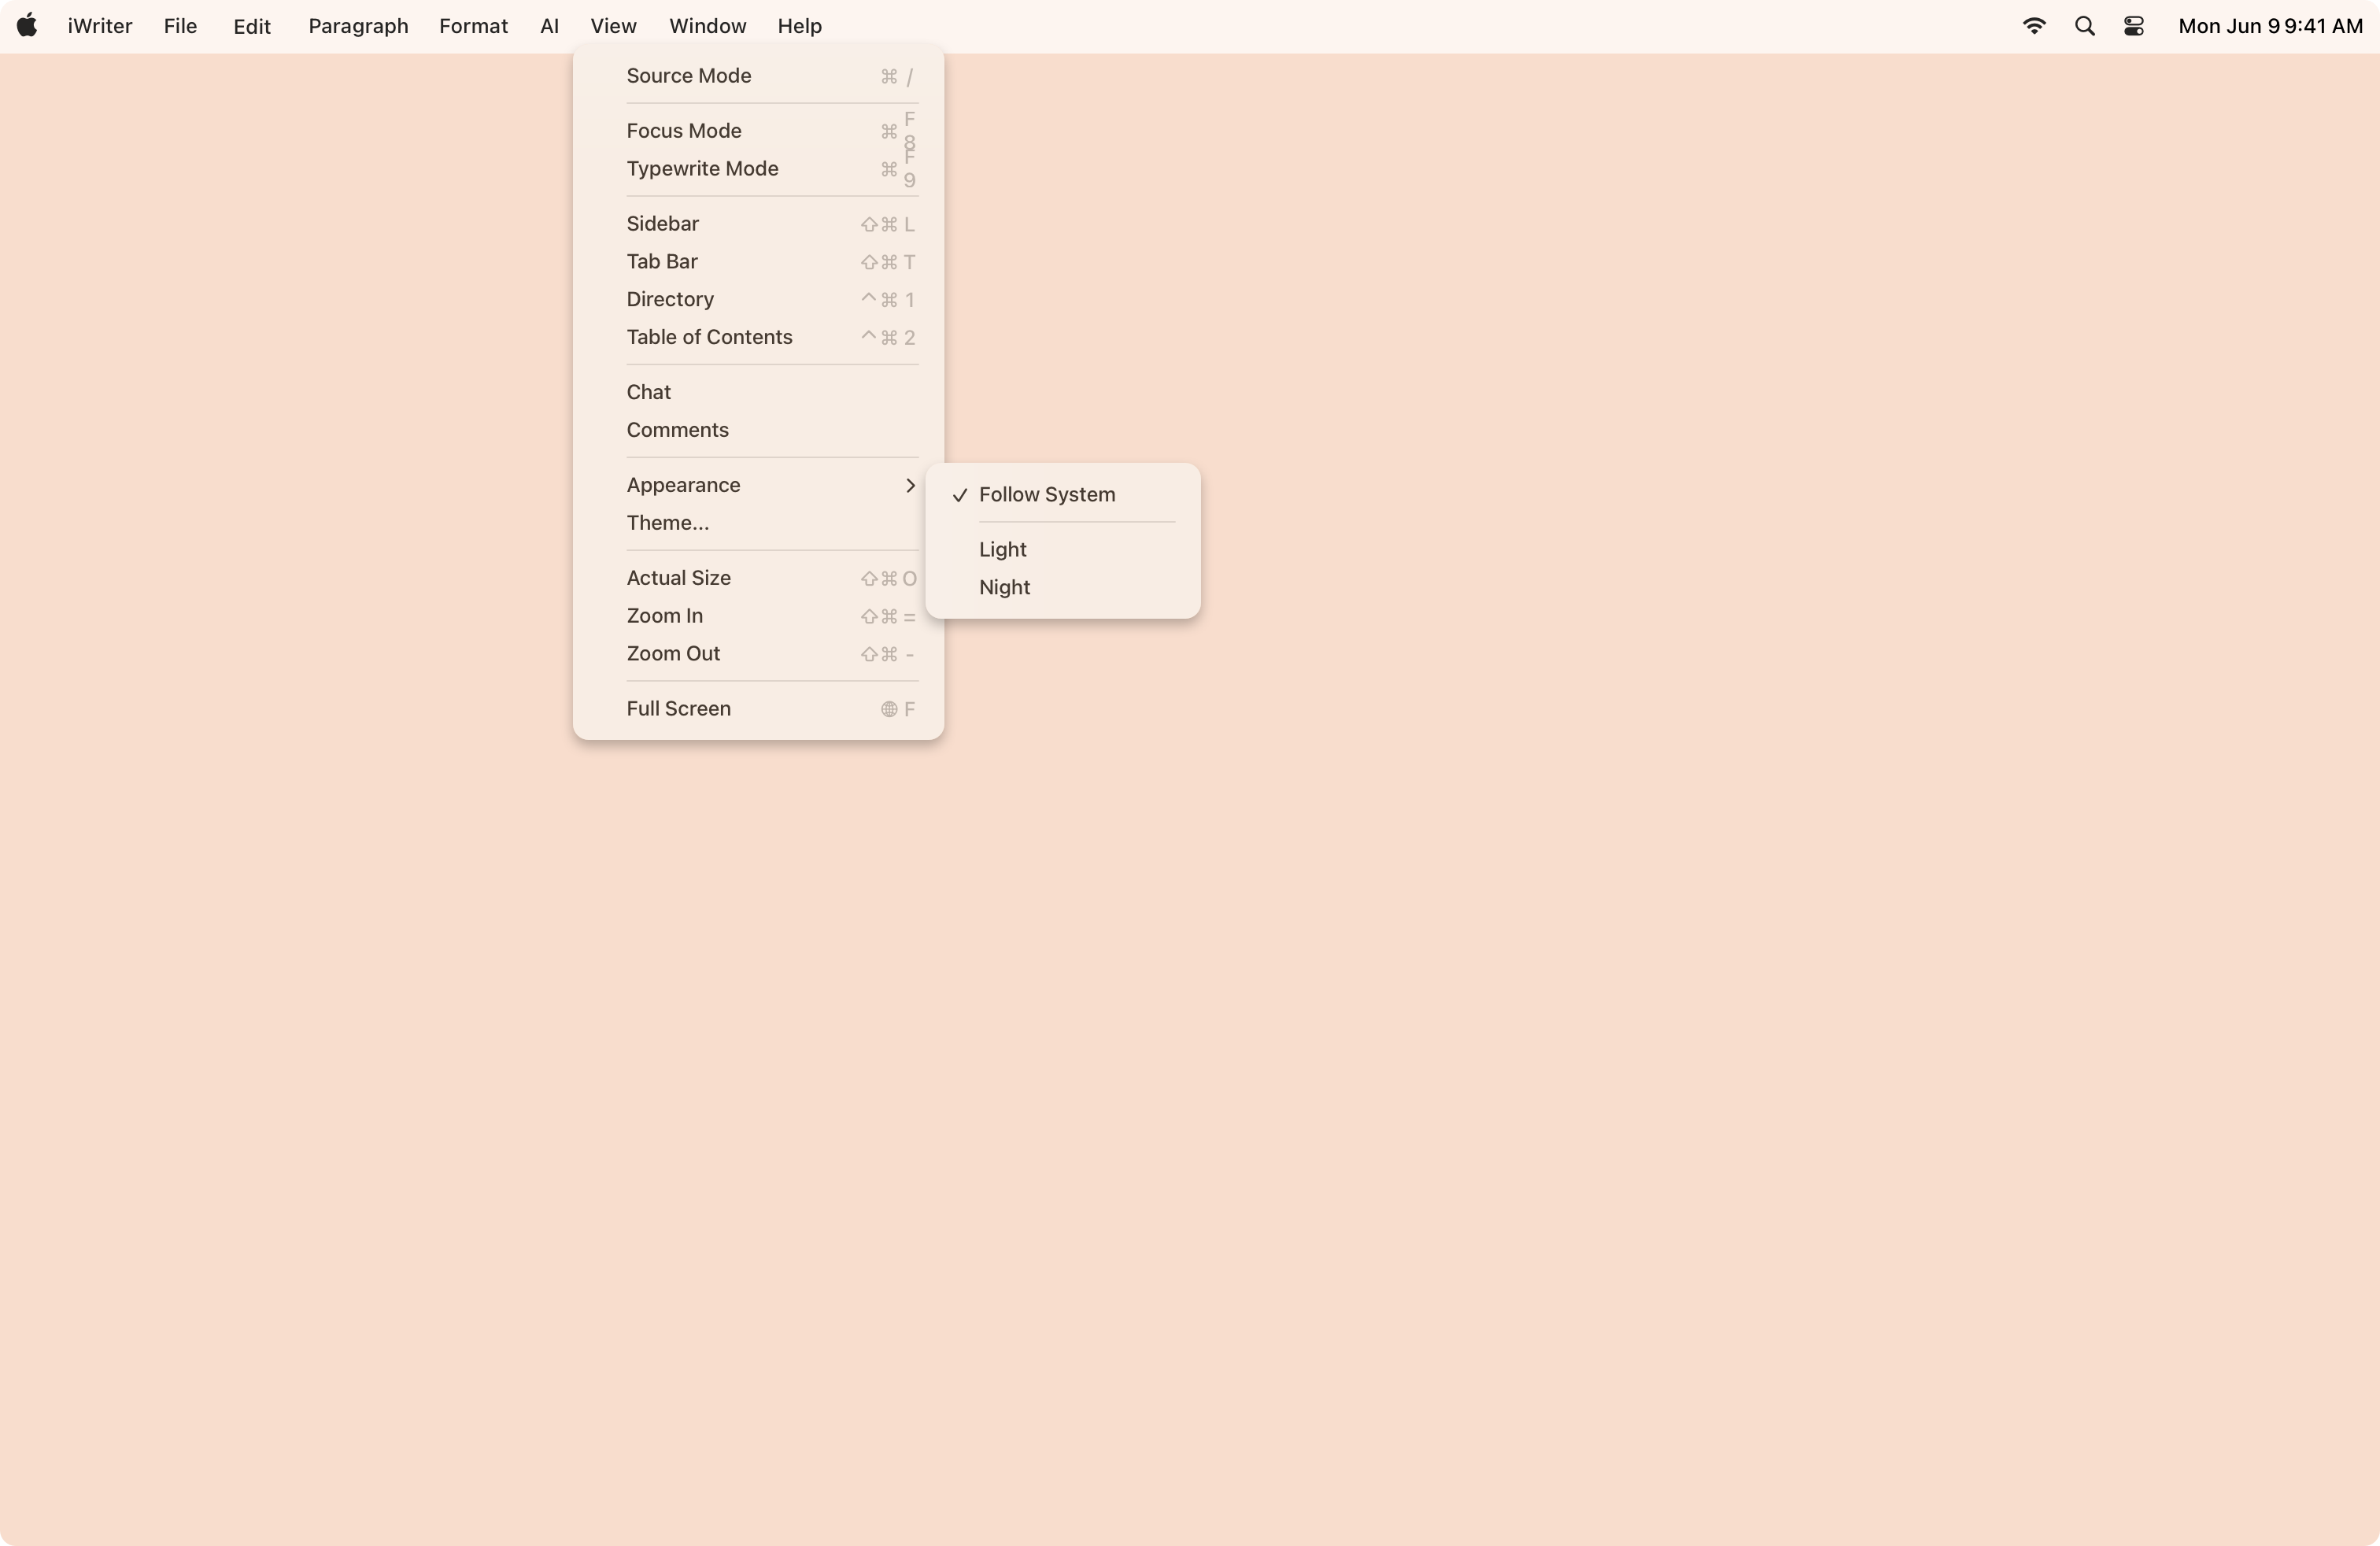 iWriter File Edit Paragraph Format AI View Window Help Mon Jun 9 9:41 AM
Source Mode ⌘ /
Focus Mode ⌘ F8
Typewrite Mode ⌘ F9
Sidebar ⇧⌘ L
Tab Bar ⇧⌘ T
Directory ^⌘ 1
Table of Contents ^⌘ 2
Chat
Comments
Appearance >
Theme...
Actual Size ⇧⌘ O
Zoom In ⇧⌘ =
Zoom Out ⇧⌘ -
Full Screen 🌐 F
✓ Follow System
Light
Night